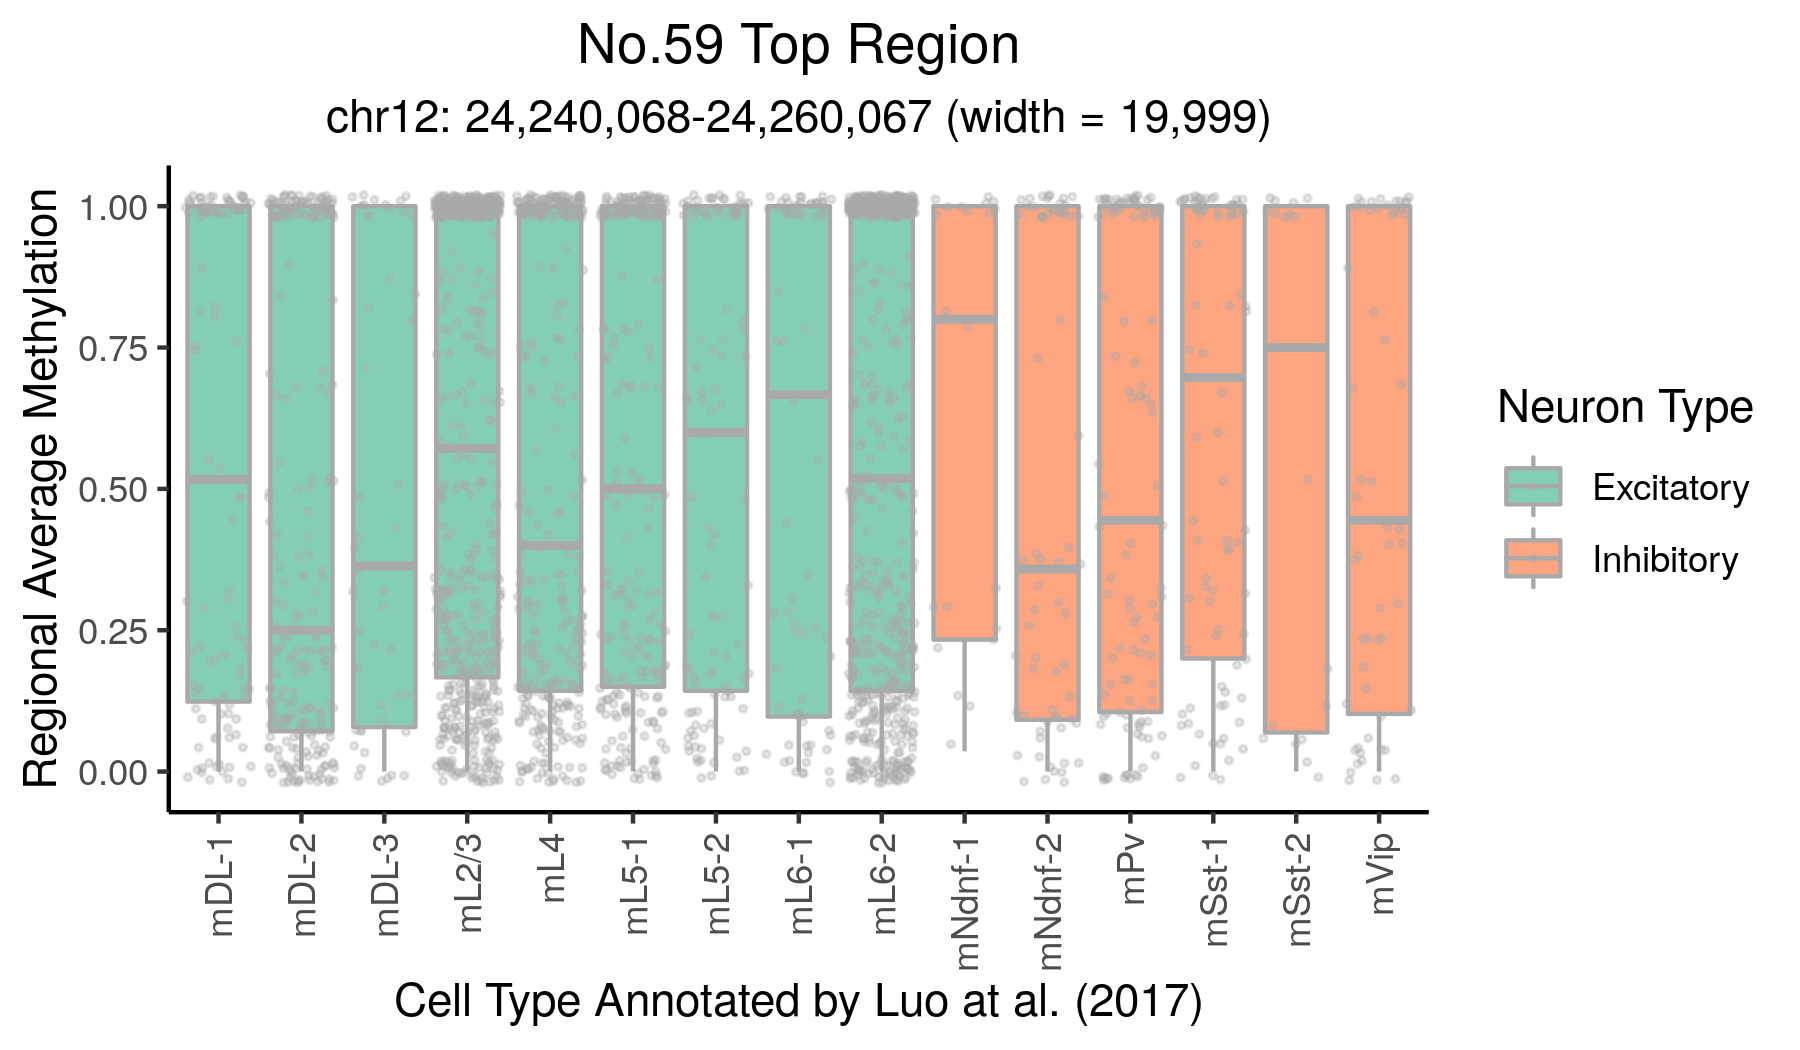 No.59 Top Region
chr12: 24,240,068-24,260,067 (width = 19,999)
Regional Average Methylation
1.00
0.75
0.50
0.25
0.00
mDL-1
mDL-2
mDL-3
mL2/3
mL4
mL5-1
mL5-2
mL6-1
mL6-2
mNdnf-1
mNdnf-2
mPv
mSst-1
mSst-2
mVip
Cell Type Annotated by Luo at al. (2017)
Neuron Type
Excitatory
Inhibitory